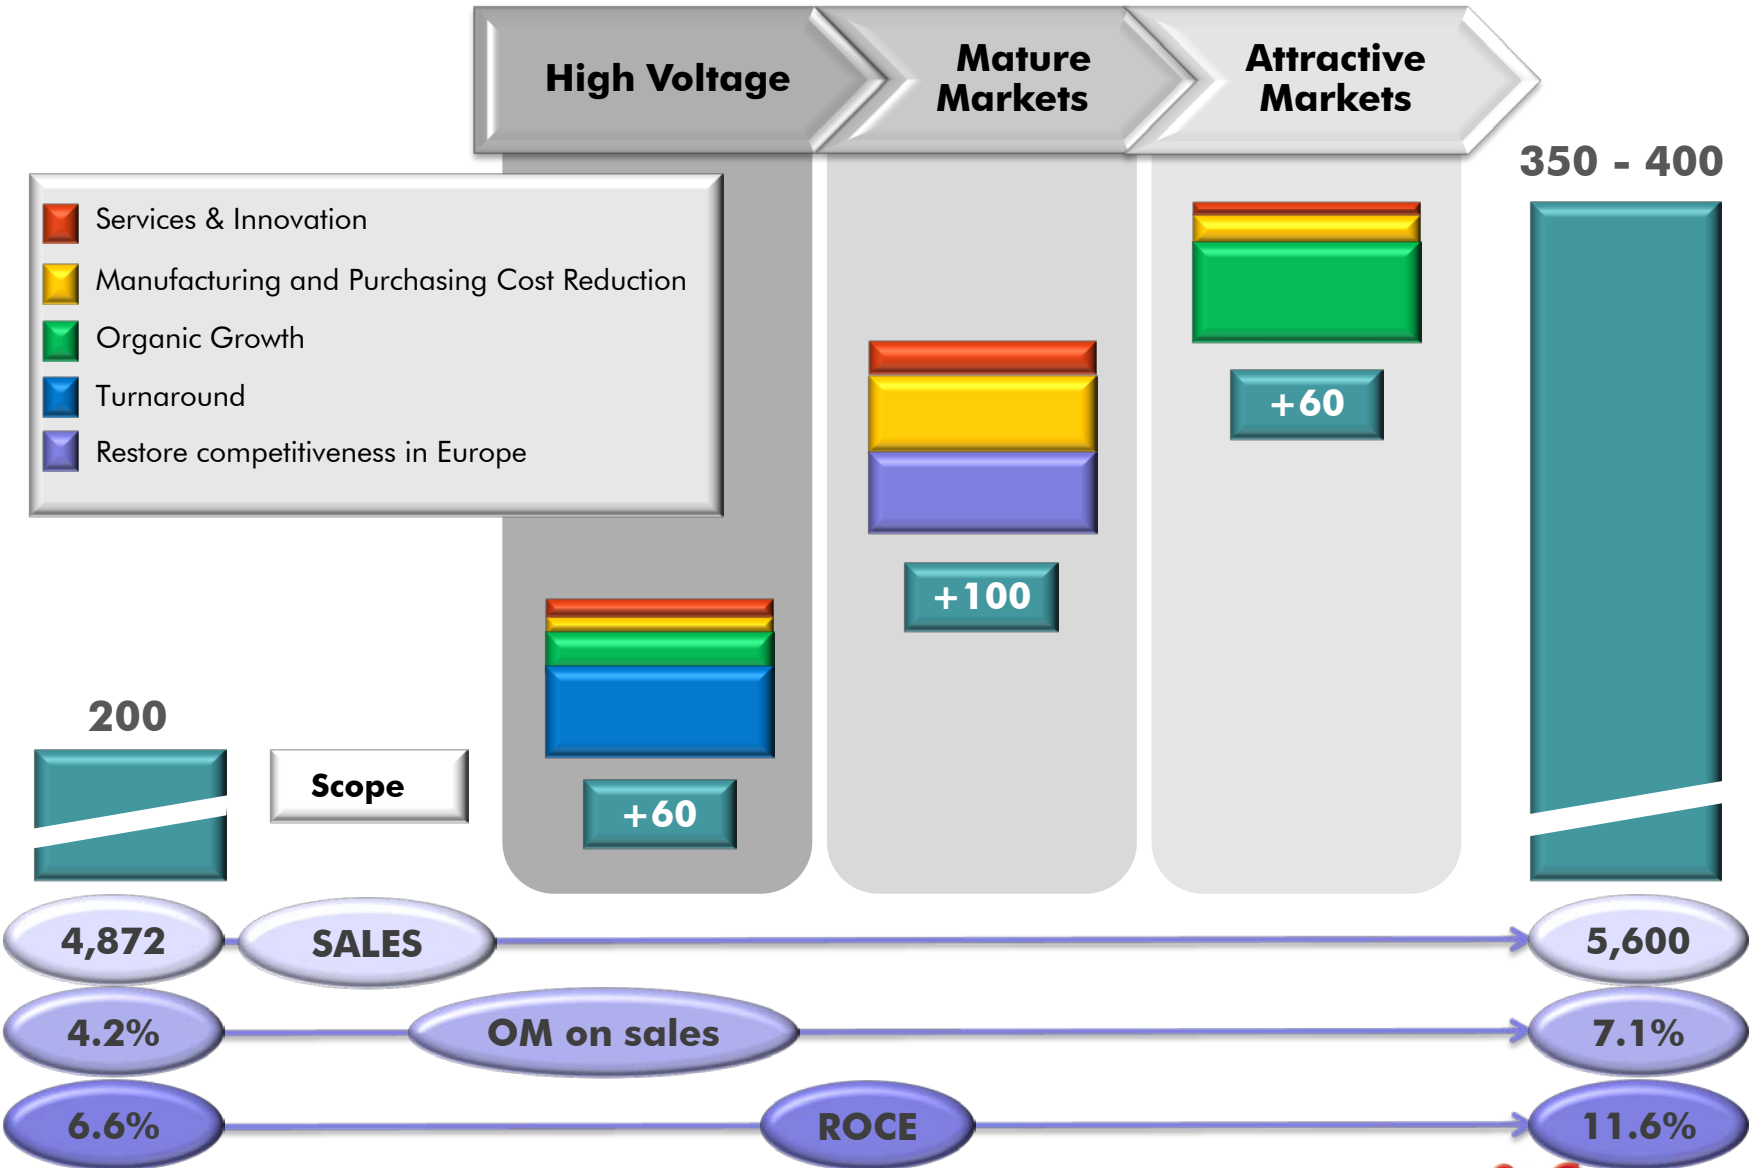 High Voltage
Mature
Markets
Attractive
Markets
350 - 400
Services & Innovation
Manufacturing and Purchasing Cost Reduction
Organic Growth
Turnaround
Restore competitiveness in Europe
+60
+100
200
Scope
+60
4,872
SALES
5,600
4.2%
OM on sales
7.1%
6.6%
ROCE
11.6%